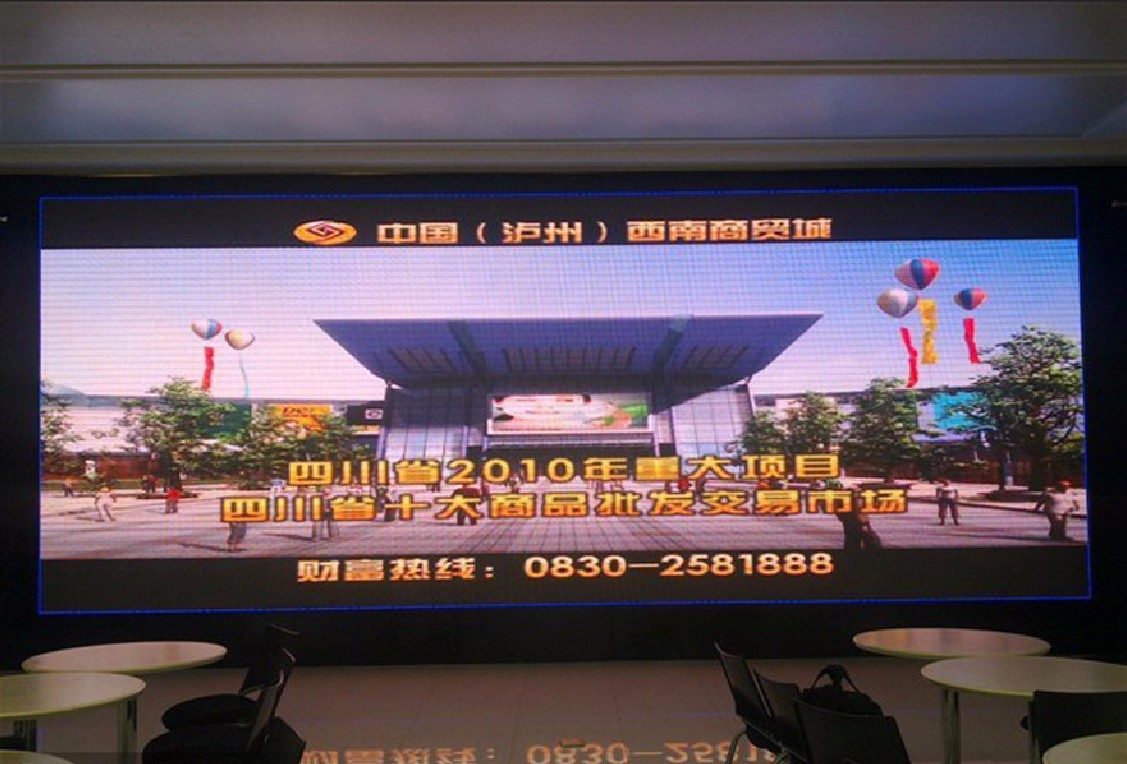 中国（泸州）西南商贸城
四川省2010年重大项目
四川省十大商品批发交易市场
财富热线：0830-2581888